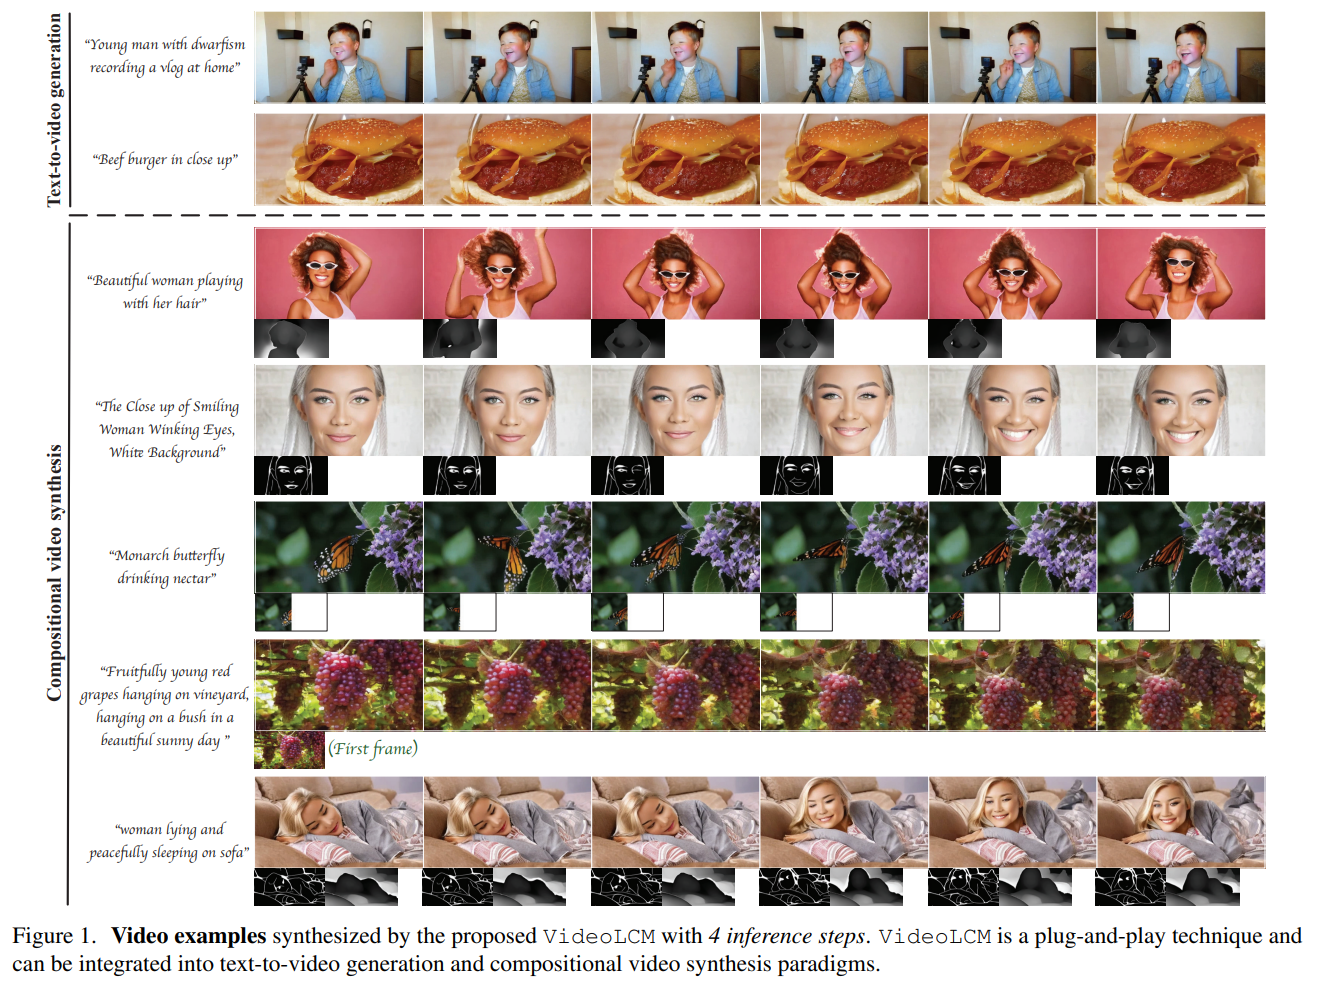 Text-to-video generation
“Young man with dwarfism
recording a vlog at home”
“Beef burger in close up”
Compositional video synthesis
“Beautiful woman playing
with her hair”
“The Close up of Smiling
Woman Winking Eyes,
White Background”
“Monarch butterfly
drinking nectar”
“Fruitfully young red
grapes hanging on vineyard,
hanging on a bush in a
beautiful sunny day ”
(First frame)
“woman lying and
peacefully sleeping on sofa”
Figure 1. Video examples synthesized by the proposed VideoLCM with 4 inference steps. VideoLCM is a plug-and-play technique and
can be integrated into text-to-video generation and compositional video synthesis paradigms.